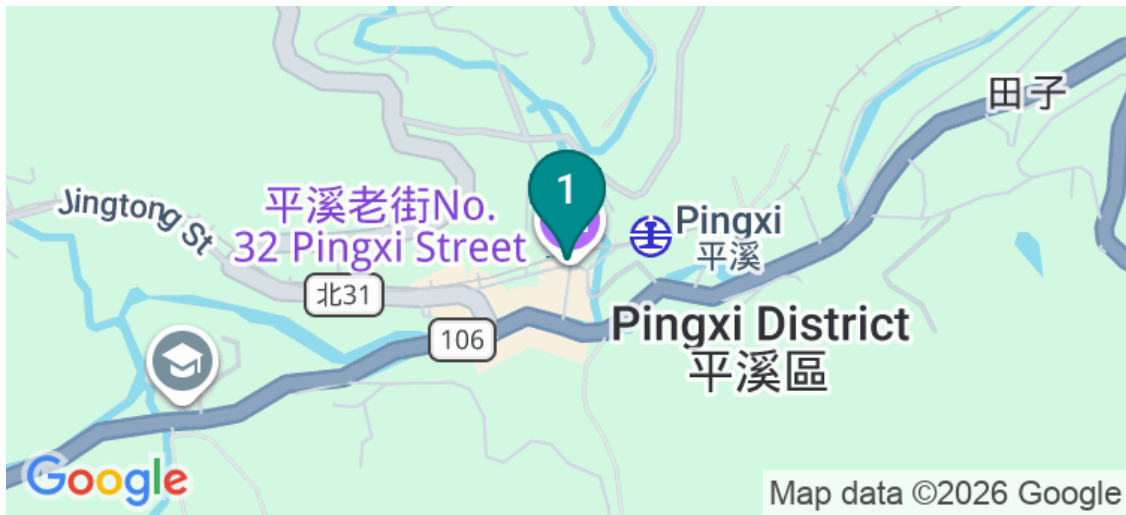 田子
1
平溪老街No.
32 Pingxi Street
Pingxi
平溪
Jingtong St
北31
106
Pingxi District
平溪區
Google
Map data ©2026 Google